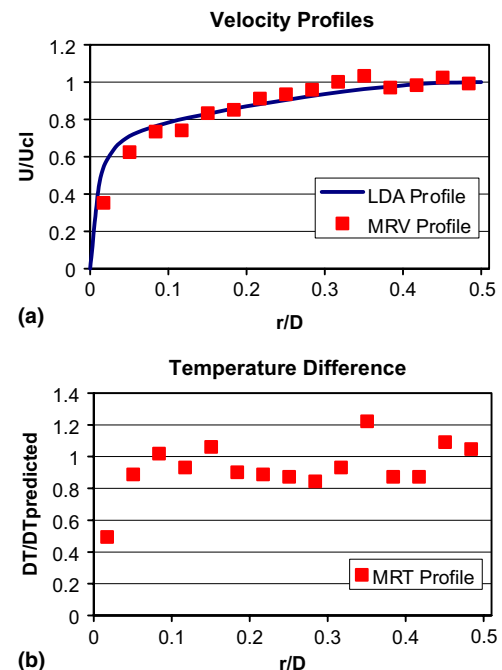 Velocity Profiles
1.2
1
0.8
0.6
0.4
0.2
0
U/Ucl
LDA Profile
MRV Profile
0 0.1 0.2 0.3 0.4 0.5
(a)
r/D
Temperature Difference
1.4
1.2
1
0.8
0.6
0.4
0.2
0
DT/DTpredicted
MRT Profile
0 0.1 0.2 0.3 0.4 0.5
(b)
r/D